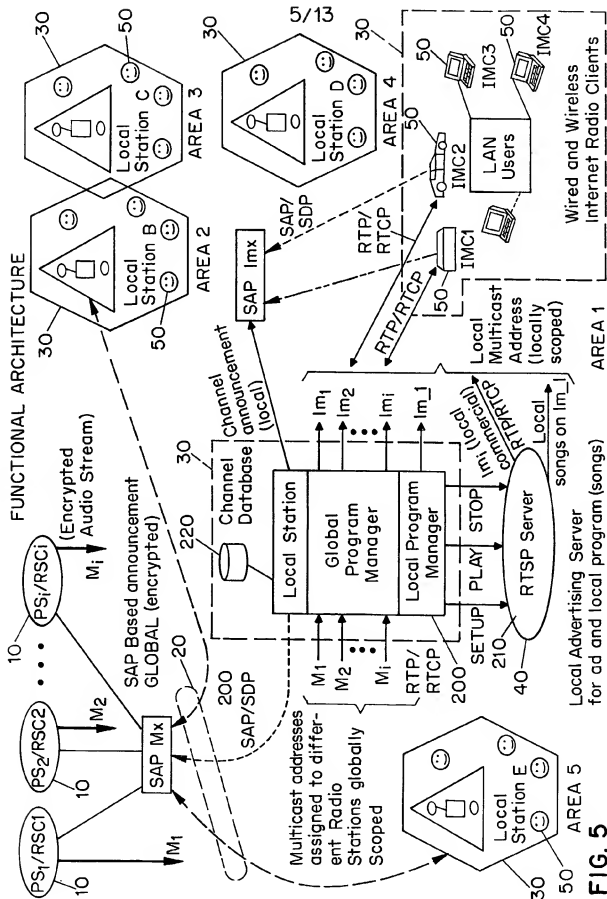 5/13
FUNCTIONAL ARCHITECTURE
10
PS1/RSC1
M1
10
PS2/RSC2
M2
10
PSi/RSCi
Mi
(Encrypted
Audio Stream)
SAP Mx
SAP Based announcement
GLOBAL (encrypted)
20
200
SAP/SDP
30
Local
Station B
50
AREA 2
30
50
Local
Station C
AREA 3
30
Local
Station D
AREA 4
Channel
announcement
(local)
SAP Imx
SAP/
SDP
RTP/
RTCP
RTP/RTCP
30
50
IMC1
50
IMC2
50
IMC3
50
IMC4
LAN
Users
Wired and Wireless
Internet Radio Clients
30
220
Channel
Database
Local Station
Global
Program
Manager
Local Program
Manager
200
M1
M2
Mi
RTP/
RTCP
Multicast addresses
assigned to differ-
ent Radio
Stations globally
Scoped
Im1
Im2
Imi
Im_l
Local
Multicast
Address
(locally
scoped)
SETUP
PLAY
STOP
RTSP Server
210
40
Imi (local
commercial)
RTP/RTCP
Local
songs on Im_l
Local Advertising Server
for ad and local program (songs)
AREA 1
Local
Station E
30
50
AREA 5
FIG. 5